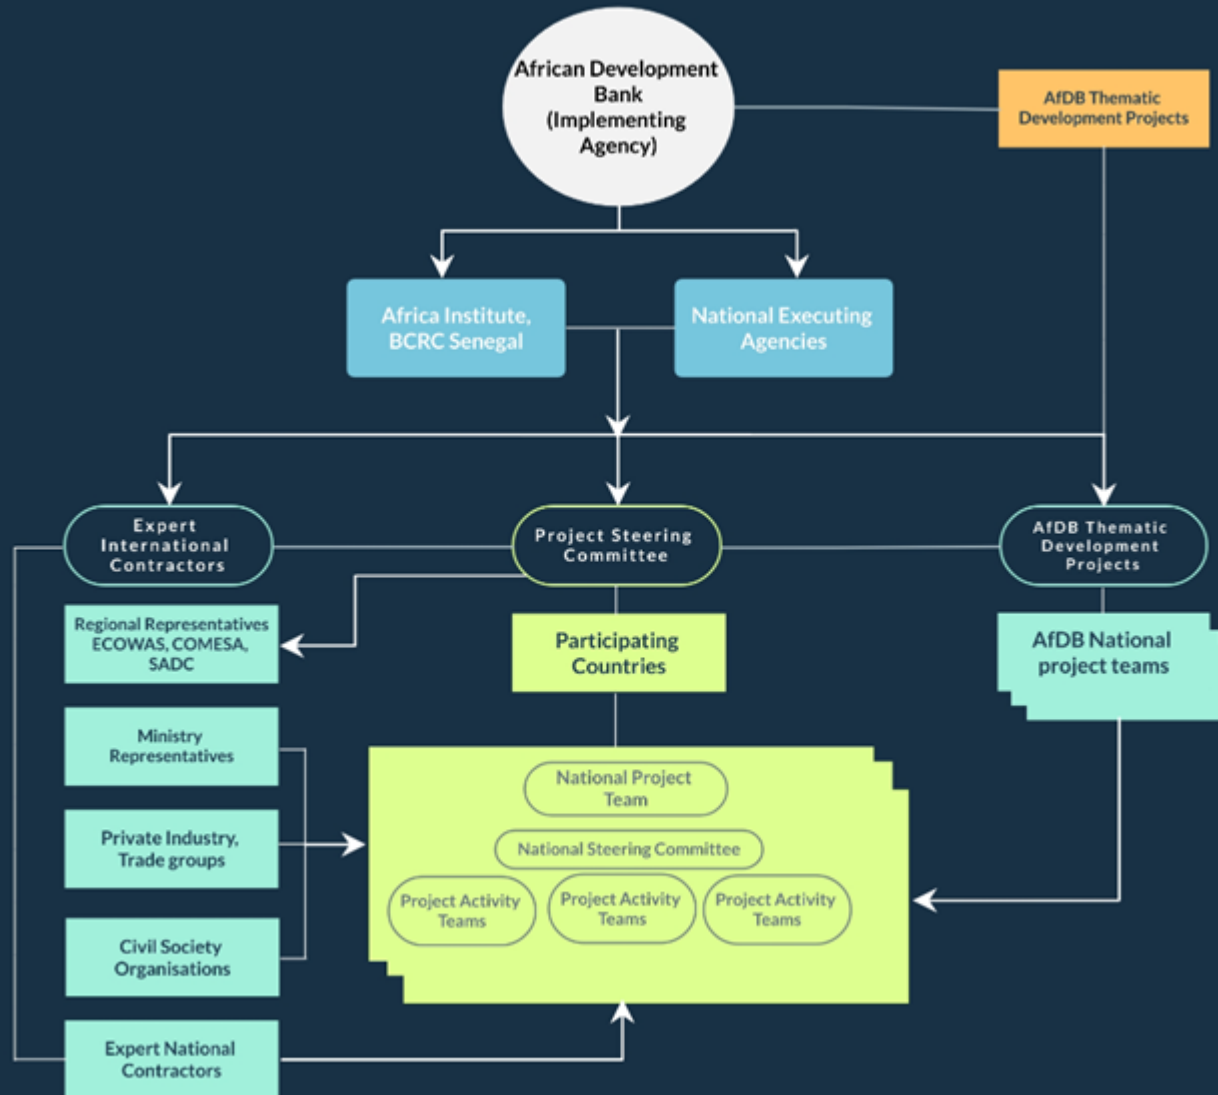 African Development
Bank
(Implementing
Agency)
AfDB Thematic
Development Projects
Africa Institute,
BCRC Senegal
National Executing
Agencies
Expert
International
Contractors
Project Steering
Committee
AfDB Thematic
Development
Projects
Regional Representatives
ECOWAS, COMESA,
SADC
Participating
Countries
AfDB National
project teams
Ministry
Representatives
National Project
Team
Private Industry,
Trade groups
National Steering Committee
Project Activity
Teams
Project Activity
Teams
Project Activity
Teams
Civil Society
Organisations
Expert National
Contractors